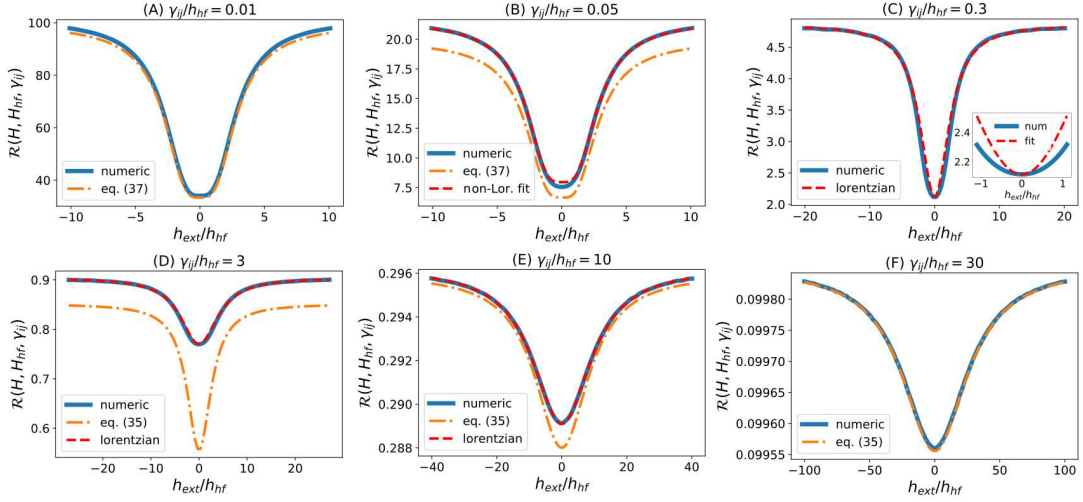 (A) γij/hhf = 0.01
R(H, Hhf, γij)
100
80
60
40
numeric
eq. (37)
−10 −5 0 5 10
hext/hhf
(B) γij/hhf = 0.05
R(H, Hhf, γij)
20.0
17.5
15.0
12.5
10.0
7.5
numeric
eq. (37)
non-Lor. fit
−10 −5 0 5 10
hext/hhf
(C) γij/hhf = 0.3
R(H, Hhf, γij)
4.5
4.0
3.5
3.0
2.5
2.0
numeric
lorentzian
2.4
2.2
num
fit
−1 0 1
hext/hhf
−20 −10 0 10 20
hext/hhf
(D) γij/hhf = 3
R(H, Hhf, γij)
0.9
0.8
0.7
0.6
numeric
eq. (35)
lorentzian
−20 −10 0 10 20
hext/hhf
(E) γij/hhf = 10
R(H, Hhf, γij)
0.296
0.294
0.292
0.290
0.288
numeric
eq. (35)
lorentzian
−40 −20 0 20 40
hext/hhf
(F) γij/hhf = 30
R(H, Hhf, γij)
0.09980
0.09975
0.09970
0.09965
0.09960
0.09955
numeric
eq. (35)
−100 −50 0 50 100
hext/hhf